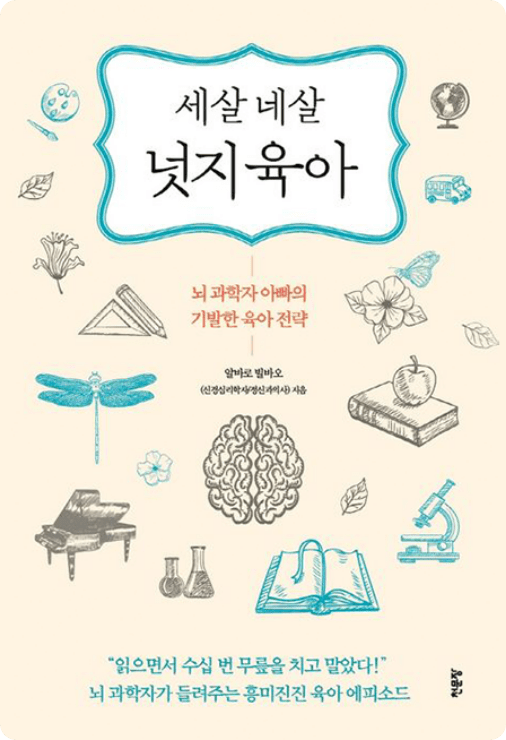 세살 네살
넛지육아
뇌 과학자 아빠의
기발한 육아 전략
알바로 빌바오
(신경심리학자/정신과의사) 지음
“읽으면서 수십 번 무릎을 치고 말았다!”
뇌 과학자가 들려주는 흥미진진 육아 에피소드
천문장